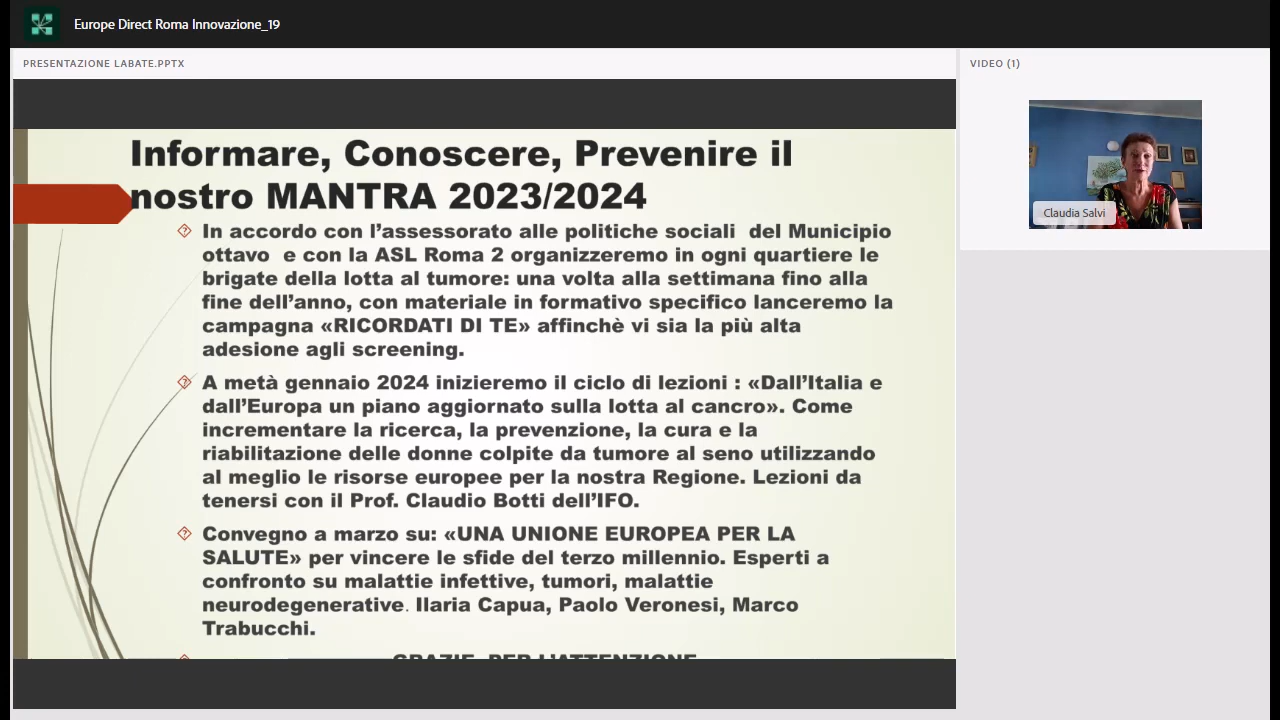 Europe Direct Roma Innovazione_19
PRESENTAZIONE LABATE.PPTX
VIDEO (1)
Informare, Conoscere, Prevenire il
nostro MANTRA 2023/2024
In accordo con l’assessorato alle politiche sociali del Municipio
ottavo e con la ASL Roma 2 organizzeremo in ogni quartiere le
brigate della lotta al tumore: una volta alla settimana fino alla
fine dell’anno, con materiale in formativo specifico lanceremo la
campagna «RICORDATI DI TE» affinchè vi sia la più alta
adesione agli screening.
A metà gennaio 2024 inizieremo il ciclo di lezioni : «Dall’Italia e
dall’Europa un piano aggiornato sulla lotta al cancro». Come
incrementare la ricerca, la prevenzione, la cura e la
riabilitazione delle donne colpite da tumore al seno utilizzando
al meglio le risorse europee per la nostra Regione. Lezioni da
tenersi con il Prof. Claudio Botti dell’IFO.
Convegno a marzo su: «UNA UNIONE EUROPEA PER LA
SALUTE» per vincere le sfide del terzo millennio. Esperti a
confronto su malattie infettive, tumori, malattie
neurodegenerative. Ilaria Capua, Paolo Veronesi, Marco
Trabucchi.
GRAZIE PER L’ATTENZIONE
Claudia Salvi